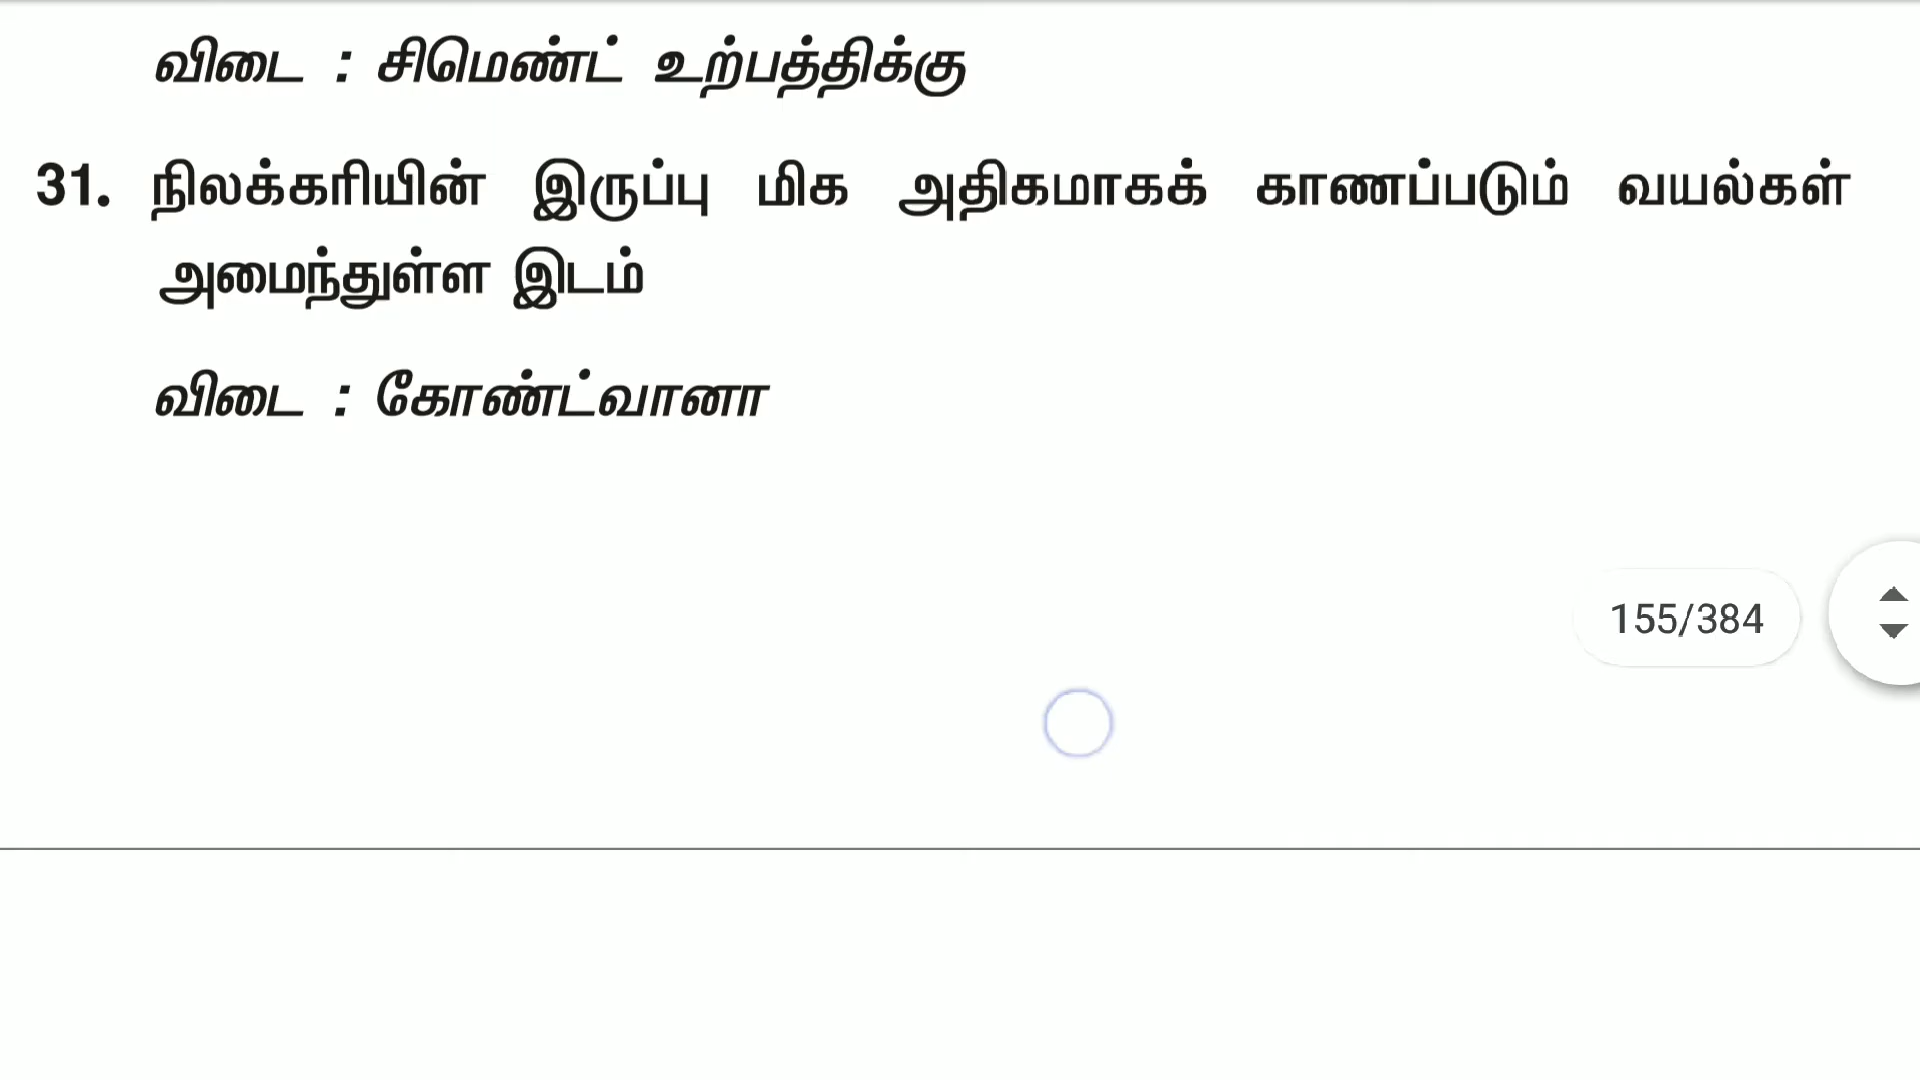 விடை : சிமெண்ட் உற்பத்திக்கு
31. நிலக்கரியின் இருப்பு மிக அதிகமாகக் காணப்படும் வயல்கள்
அமைந்துள்ள இடம்
விடை : கோண்ட்வானா
155/384